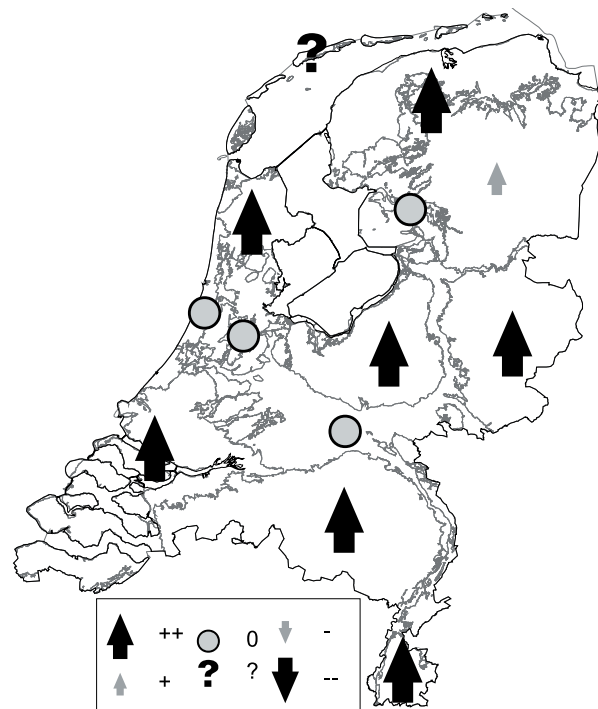 ?
++ 0 -
+ ? ? --